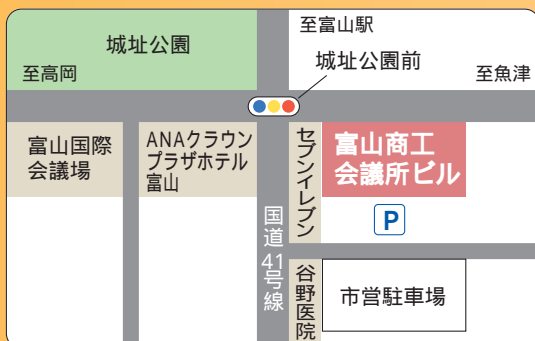 至富山駅
城址公園
城址公園前
至高岡
至魚津
富山国際
会議場
ANAクラウン
プラザホテル
富山
セブンイレブン
富山商工
会議所ビル
P
国道41号線
谷野医院
市営駐車場